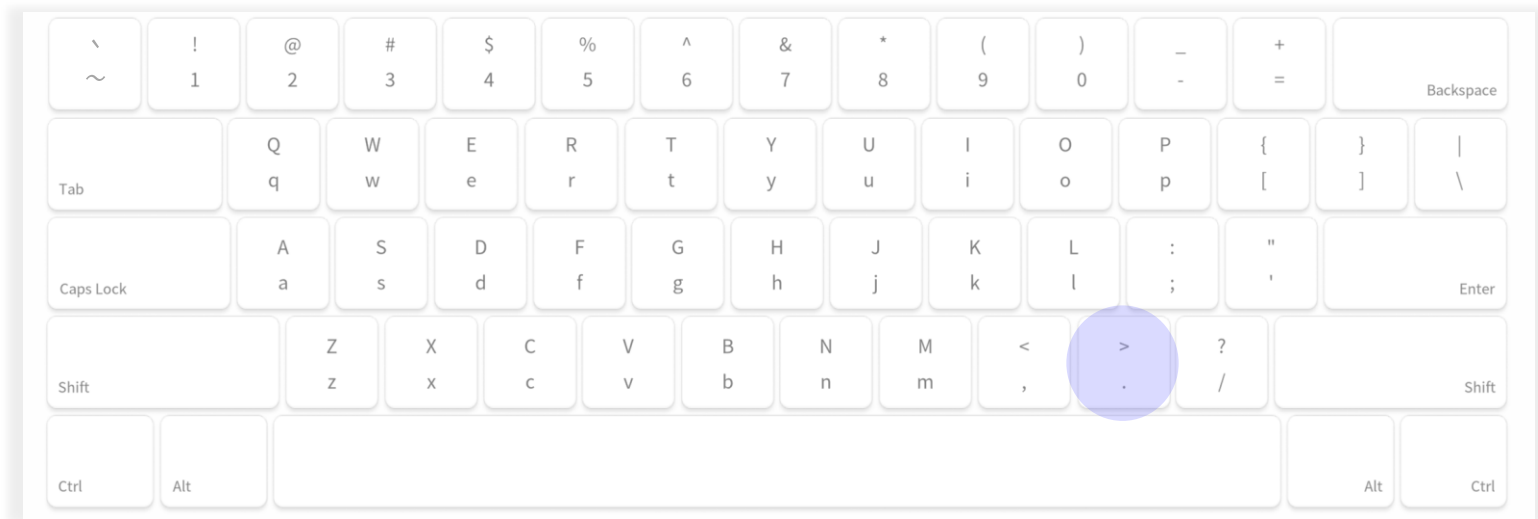 ` ! @ # $ % ^ & * ( ) _ +
~ 1 2 3 4 5 6 7 8 9 0 - = Backspace
Q W E R T Y U I O P { } |
Tab q w e r t y u i o p [ ] \
A S D F G H J K L : "
Caps Lock a s d f g h j k l ; ' Enter
Z X C V B N M < > ?
Shift z x c v b n m , . / Shift
Ctrl Alt Alt Ctrl